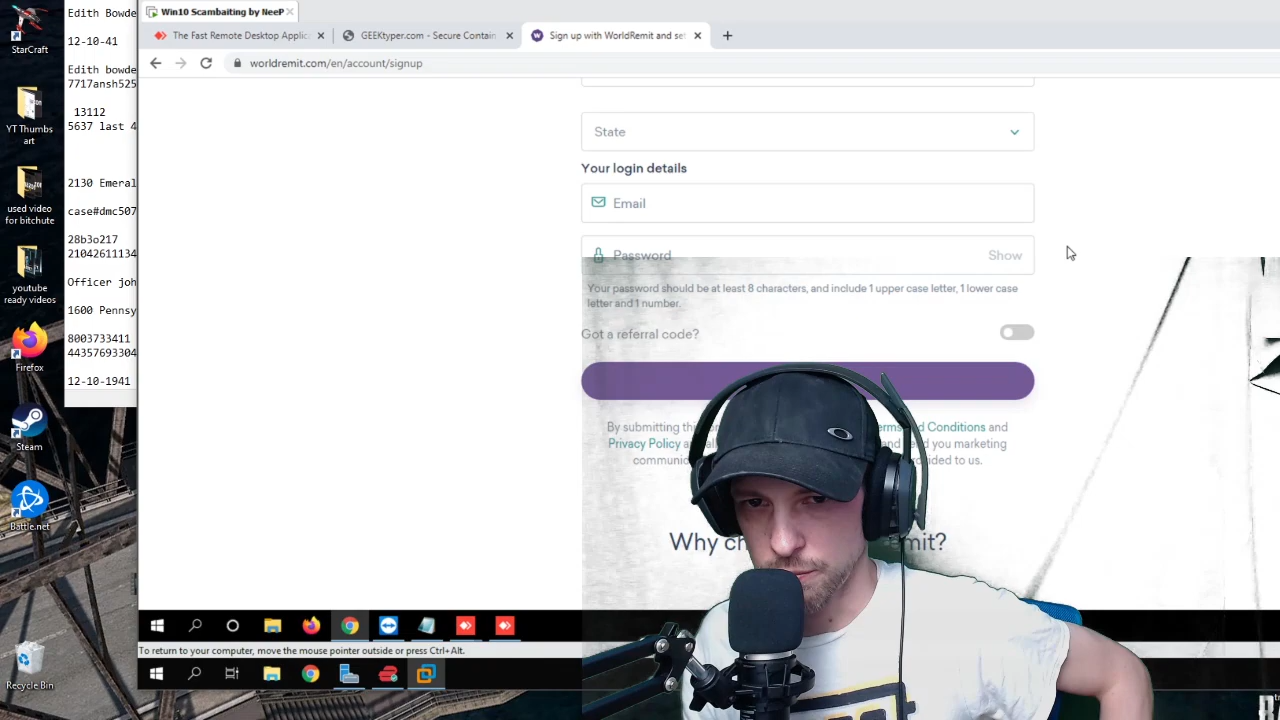 StarCraft
YT Thumbs
art
used video
for bitchute
youtube
ready videos
Firefox
Steam
Battle.net
Recycle Bin
Edith Bowde
12-10-41
Edith bowde
7717ansh525
13112
5637 last 4
2130 Emeral
case#dmc507
28b3o217
21042611134
Officer joh
1600 Pennsy
8003733411
44357693304
12-10-1941
Win10 Scambaiting by NeeP
The Fast Remote Desktop Applic
GEEKtyper.com - Secure Contain
Sign up with WorldRemit and se
worldremit.com/en/account/signup
State
Your login details
Email
Password
Show
Your password should be at least 8 characters, and include 1 upper case letter, 1 lower case
letter and 1 number.
Got a referral code?
By submitting thi
erms and Conditions and
Privacy Policy
you marketing
communic
ovided to us.
Why ch
mit?
To return to your computer, move the mouse pointer outside or press Ctrl+Alt.